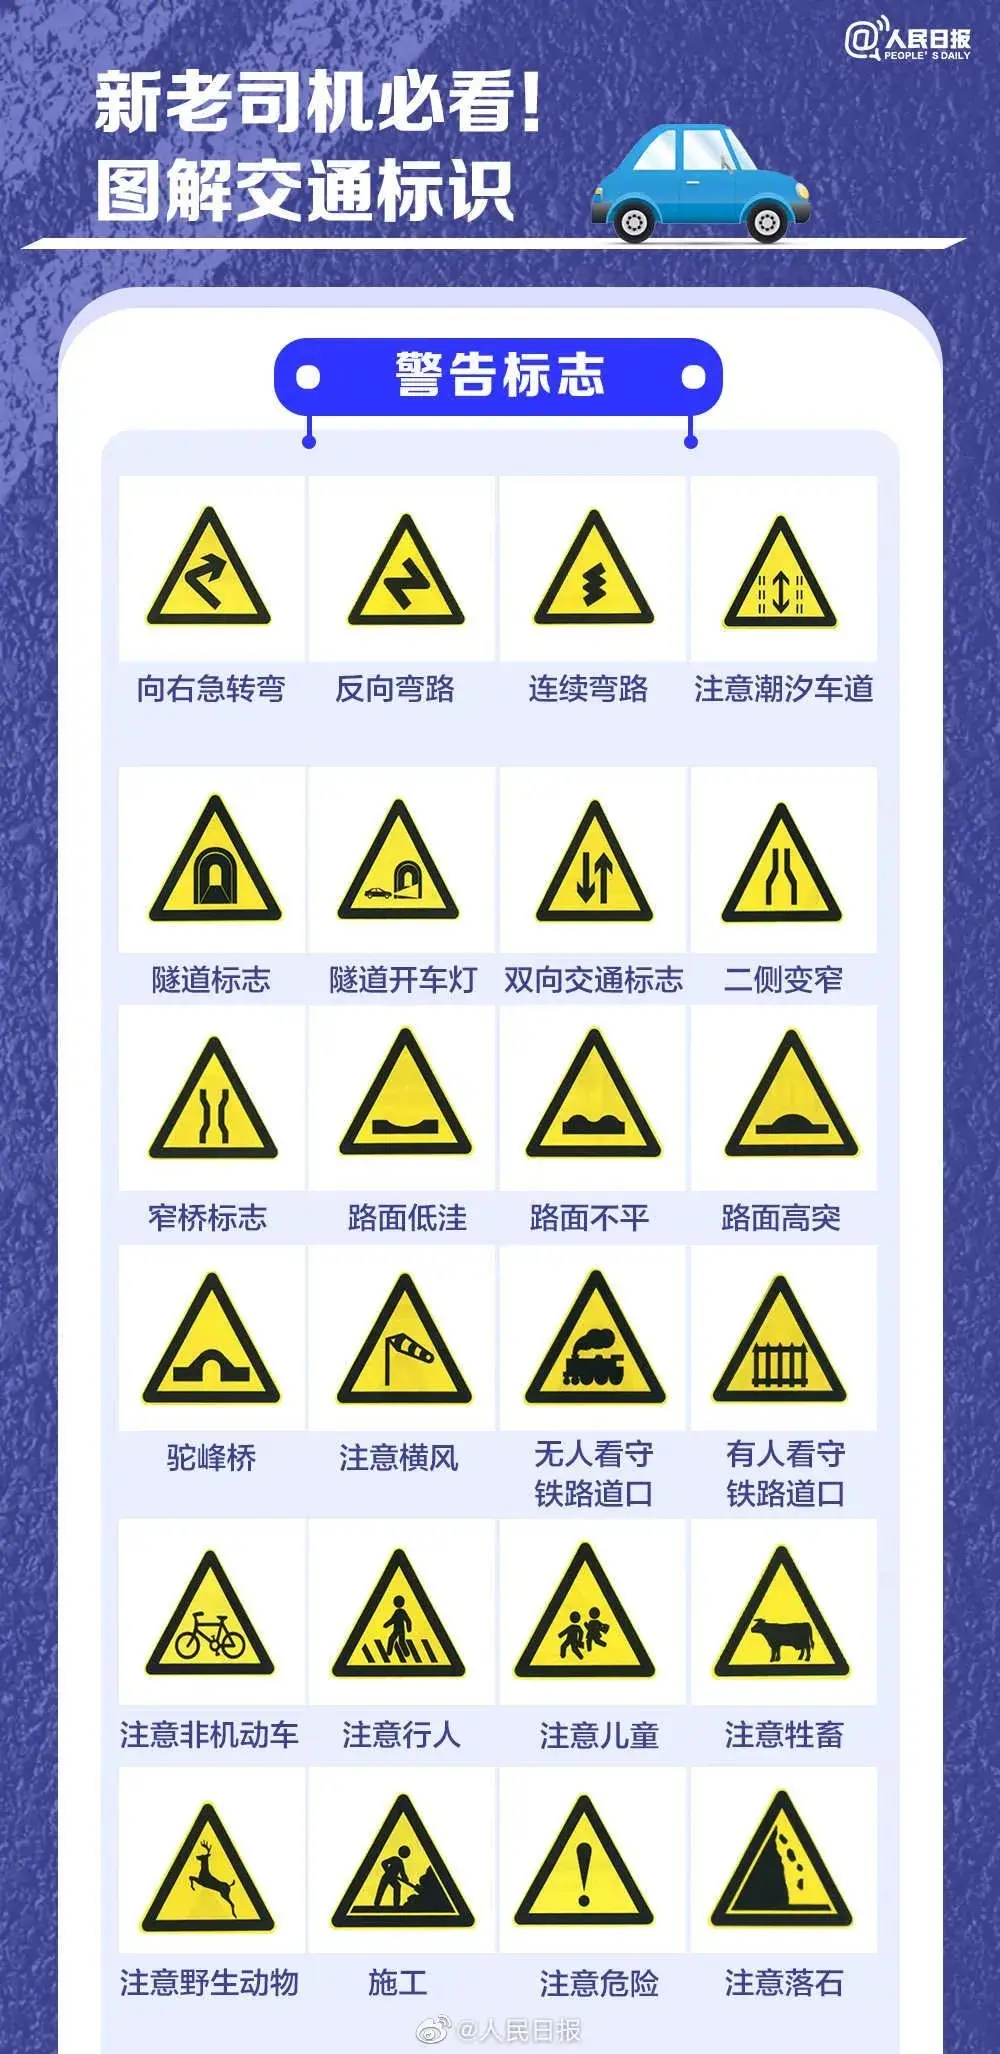 @人民日报
PEOPLE'S DAILY
新老司机必看!
图解交通标识
警告标志
向右急转弯 反向弯路 连续弯路 注意潮汐车道
隧道标志 隧道开车灯 双向交通标志 二侧变窄
窄桥标志 路面低洼 路面不平 路面高突
驼峰桥 注意横风 无人看守 有人看守
铁路道口 铁路道口
注意非机动车 注意行人 注意儿童 注意牲畜
注意野生动物 施工 注意危险 注意落石
@人民日报